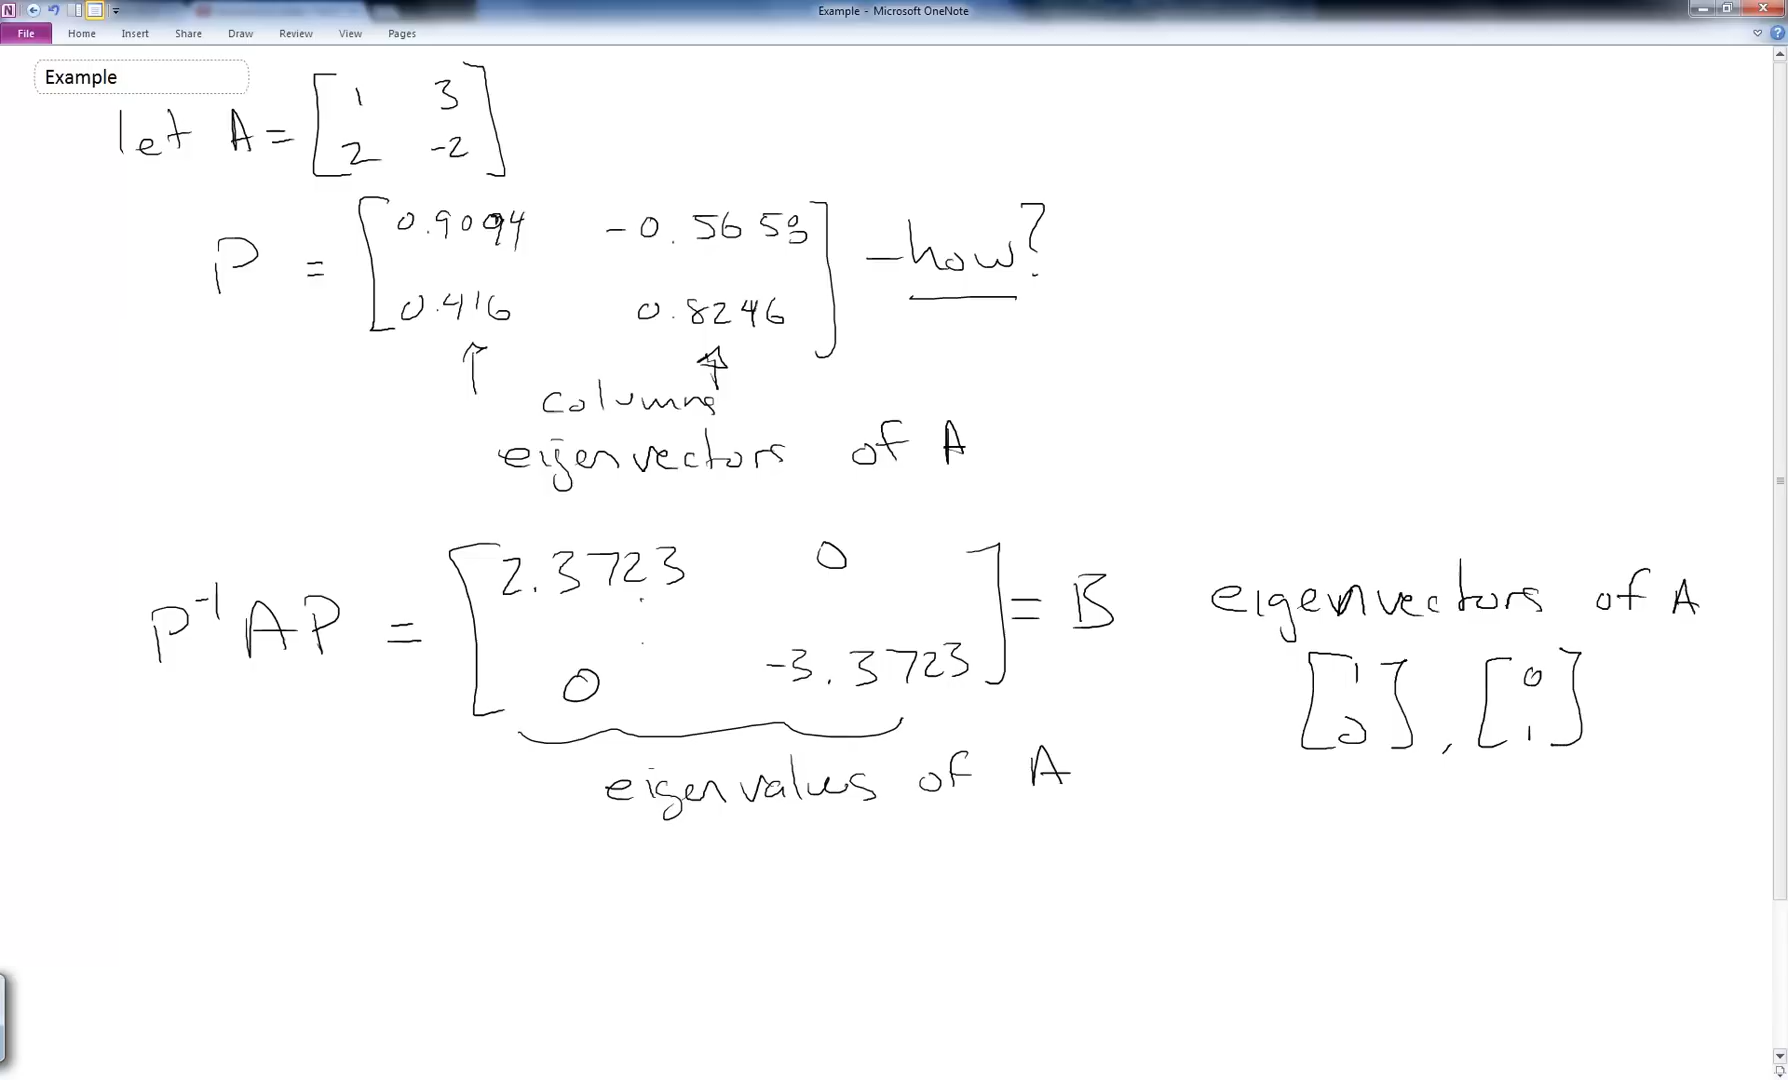 Example - Microsoft OneNote
File Home Insert Share Draw Review View Pages
Example
let A = [ 1 3
2 -2 ]
P = [ 0.9094 -0.5658
0.416 0.8246 ] - how?
columns
eigenvectors of A
P⁻¹AP = [ 2.3723 0
0 -3.3723 ] = B
eigenvalues of A
eigenvectors of A
[ 1
0 ] , [ 0
1 ]